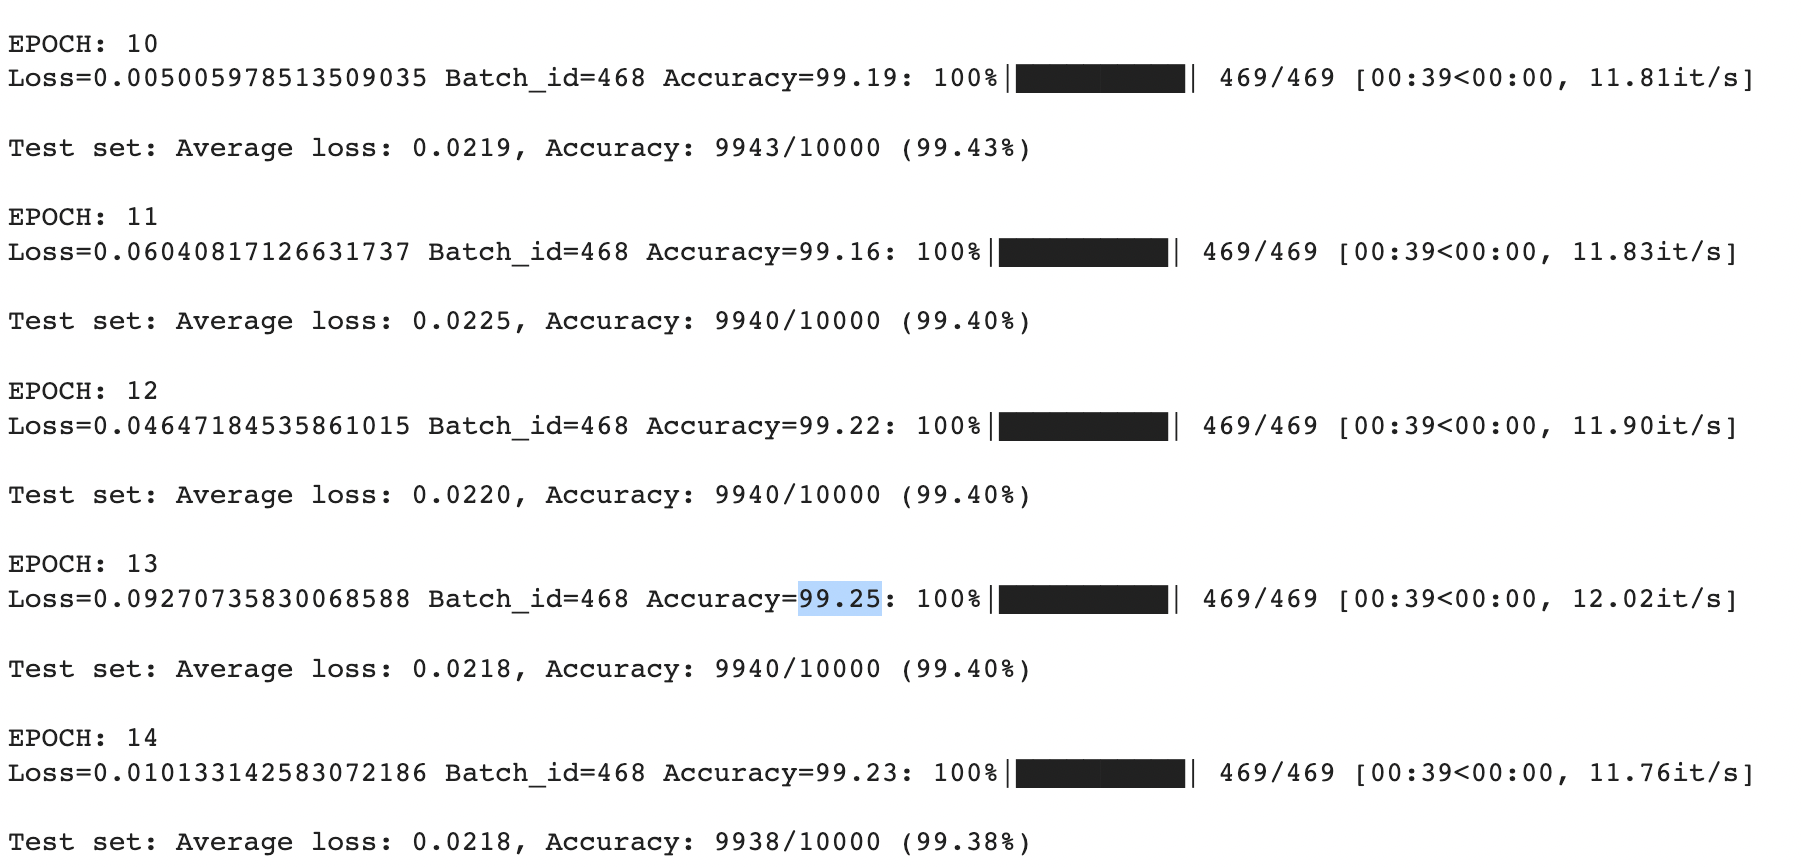 EPOCH: 10
Loss=0.005005978513509035 Batch_id=468 Accuracy=99.19: 100%|██████████| 469/469 [00:39<00:00, 11.81it/s]
Test set: Average loss: 0.0219, Accuracy: 9943/10000 (99.43%)
EPOCH: 11
Loss=0.06040817126631737 Batch_id=468 Accuracy=99.16: 100%|██████████| 469/469 [00:39<00:00, 11.83it/s]
Test set: Average loss: 0.0225, Accuracy: 9940/10000 (99.40%)
EPOCH: 12
Loss=0.04647184535861015 Batch_id=468 Accuracy=99.22: 100%|██████████| 469/469 [00:39<00:00, 11.90it/s]
Test set: Average loss: 0.0220, Accuracy: 9940/10000 (99.40%)
EPOCH: 13
Loss=0.09270735830068588 Batch_id=468 Accuracy=99.25: 100%|██████████| 469/469 [00:39<00:00, 12.02it/s]
Test set: Average loss: 0.0218, Accuracy: 9940/10000 (99.40%)
EPOCH: 14
Loss=0.010133142583072186 Batch_id=468 Accuracy=99.23: 100%|██████████| 469/469 [00:39<00:00, 11.76it/s]
Test set: Average loss: 0.0218, Accuracy: 9938/10000 (99.38%)